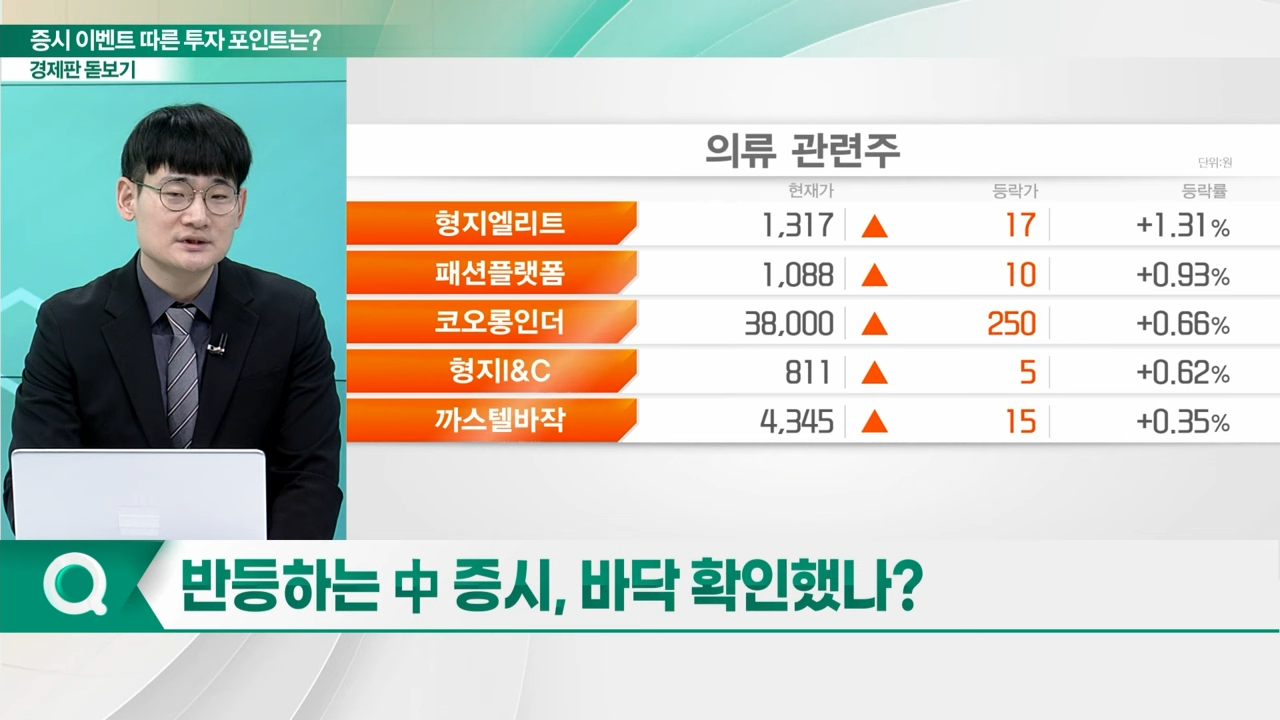 증시 이벤트 따른 투자 포인트는?
경제판 돋보기
의류 관련주
단위:원
현재가 등락가 등락률
형지엘리트 1,317 ▲ 17 +1.31%
패션플랫폼 1,088 ▲ 10 +0.93%
코오롱인더 38,000 ▲ 250 +0.66%
형지I&C 811 ▲ 5 +0.62%
까스텔바작 4,345 ▲ 15 +0.35%
Q 반등하는 中 증시, 바닥 확인했나?